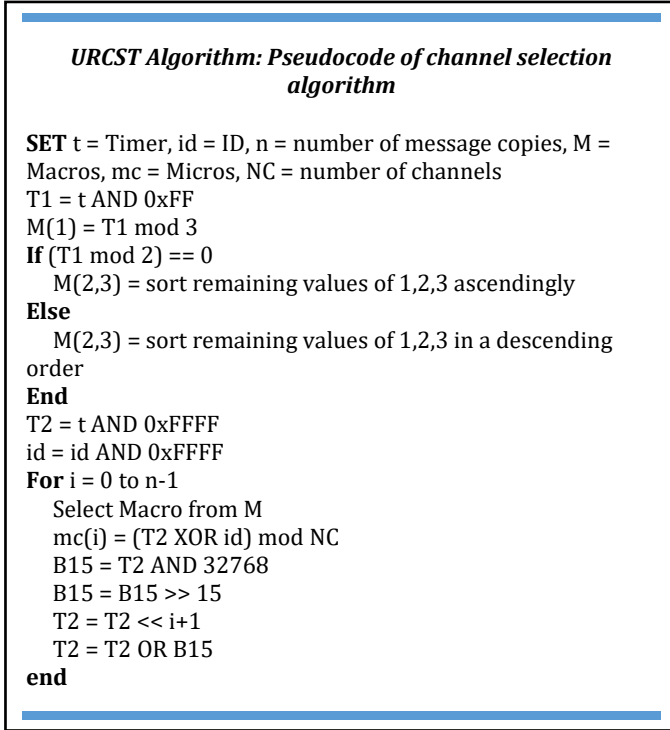 URCST Algorithm: Pseudocode of channel selection
algorithm
SET t = Timer, id = ID, n = number of message copies, M =
Macros, mc = Micros, NC = number of channels
T1 = t AND 0xFF
M(1) = T1 mod 3
If (T1 mod 2) == 0
M(2,3) = sort remaining values of 1,2,3 ascendingly
Else
M(2,3) = sort remaining values of 1,2,3 in a descending
order
End
T2 = t AND 0xFFFF
id = id AND 0xFFFF
For i = 0 to n-1
Select Macro from M
mc(i) = (T2 XOR id) mod NC
B15 = T2 AND 32768
B15 = B15 >> 15
T2 = T2 << i+1
T2 = T2 OR B15
end